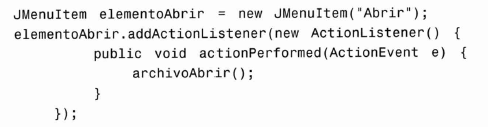 JMenuItem elementoAbrir = new JMenuItem("Abrir");
elementoAbrir.addActionListener(new ActionListener() {
public void actionPerformed(ActionEvent e) {
archivoAbrir();
}
});